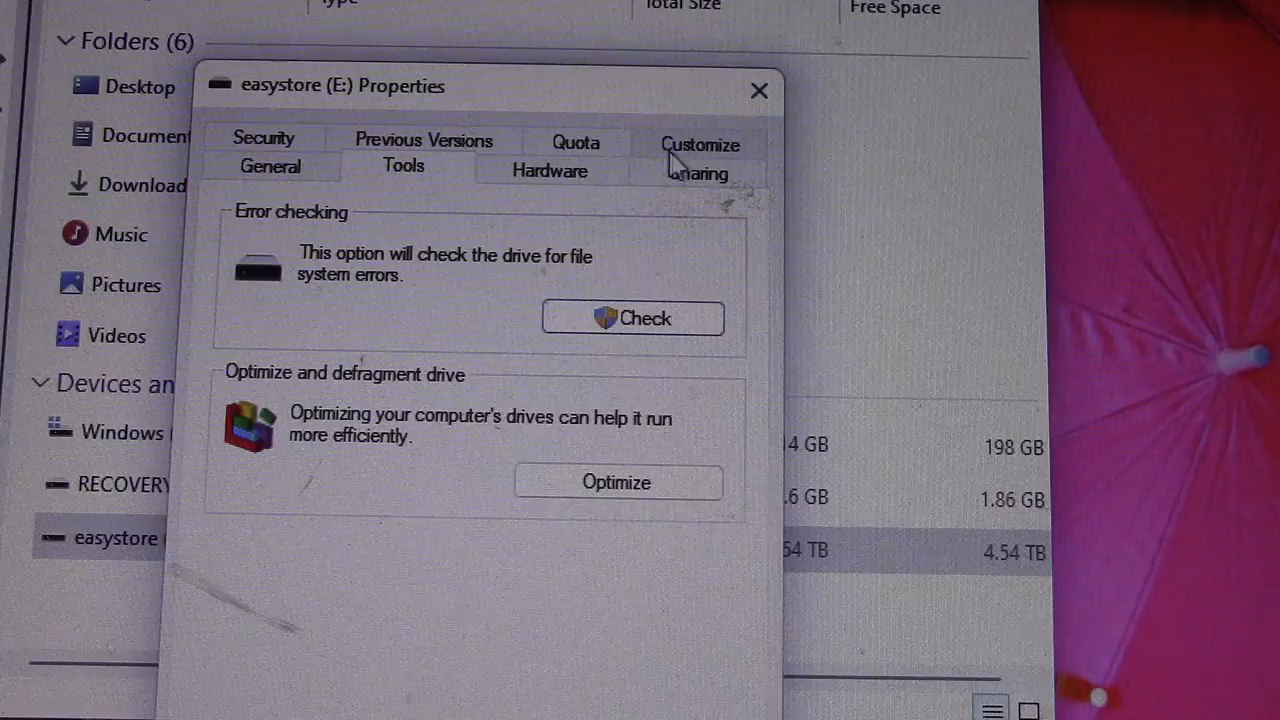 Type Total Size Free Space
Folders (6)
easystore (E:) Properties
Desktop
Security Previous Versions Quota Customize
General Tools Hardware
Document
Download
Error checking
This option will check the drive for file
system errors.
Music
Pictures
Check
Videos
Optimize and defragment drive
Devices an
Optimizing your computer's drives can help it run
more efficiently.
Windows
4 GB 198 GB
RECOVERY
Optimize
.6 GB 1.86 GB
easystore
54 TB 4.54 TB